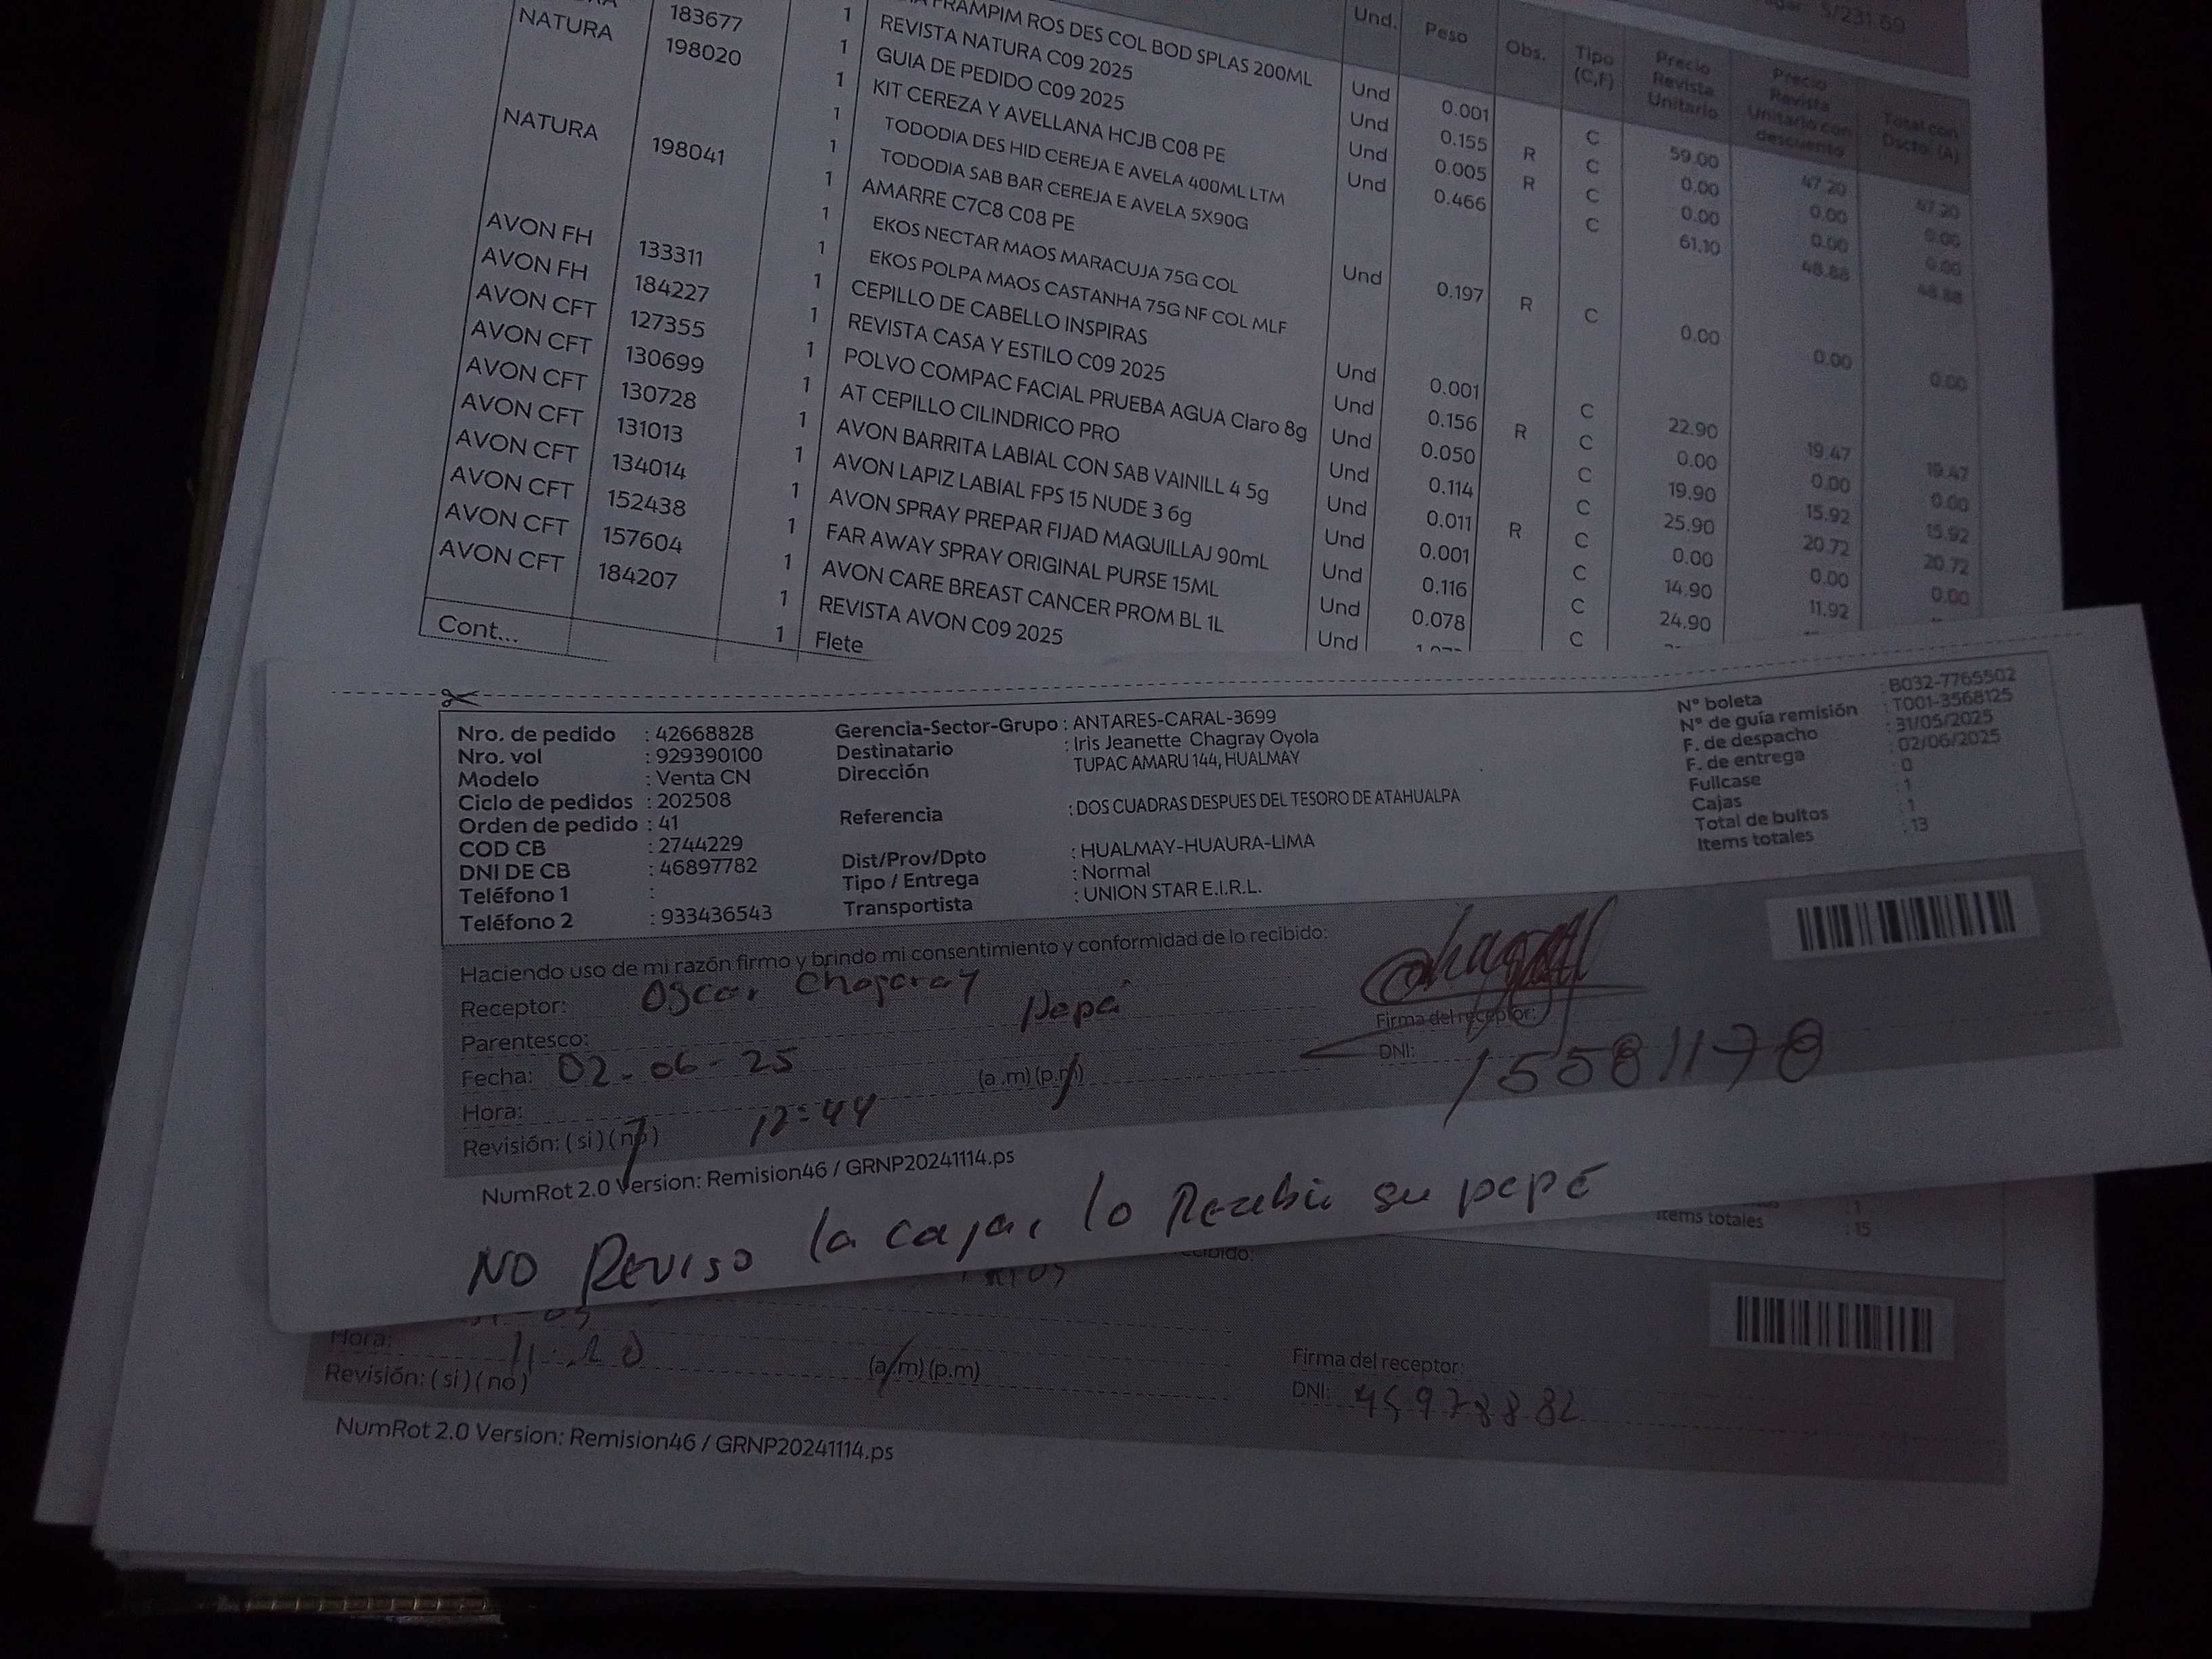 S/231.69
Und. Peso Obs. Tipo (C,F) Precio Revista Unitario Precio Revista Unitario con descuento Total con Dscto. (A)
183677 1 FRAMPIM ROS DES COL BOD SPLAS 200ML Und 0.001 C 59.00 47.20 47.20
NATURA 198020 1 REVISTA NATURA C09 2025 Und 0.155 R C 0.00 0.00 0.00
1 GUIA DE PEDIDO C09 2025 Und 0.005 R C 0.00 0.00 0.00
1 KIT CEREZA Y AVELLANA HCJB C08 PE Und 0.466 C 61.10 48.88 48.88
1 TODODIA DES HID CEREJA E AVELA 400ML LTM
1 TODODIA SAB BAR CEREJA E AVELA 5X90G
NATURA 198041 1 AMARRE C7C8 C08 PE Und 0.197 R C 0.00 0.00 0.00
1 EKOS NECTAR MAOS MARACUJA 75G COL
1 EKOS POLPA MAOS CASTANHA 75G NF COL MLF
AVON FH 133311 1 CEPILLO DE CABELLO INSPIRAS Und 0.001 C 22.90 19.47 19.47
AVON FH 184227 1 REVISTA CASA Y ESTILO C09 2025 Und 0.156 R C 0.00 0.00 0.00
AVON CFT 127355 1 POLVO COMPAC FACIAL PRUEBA AGUA Claro 8g Und 0.050 C 19.90 15.92 15.92
AVON CFT 130699 1 AT CEPILLO CILINDRICO PRO Und 0.114 C 25.90 20.72 20.72
AVON CFT 130728 1 AVON BARRITA LABIAL CON SAB VAINILL 4 5g Und 0.011 R C 0.00 0.00 0.00
AVON CFT 131013 1 AVON LAPIZ LABIAL FPS 15 NUDE 3 6g Und 0.001 C 14.90 11.92
AVON CFT 134014 1 AVON SPRAY PREPAR FIJAD MAQUILLAJ 90mL Und 0.116 C 24.90
AVON CFT 152438 1 FAR AWAY SPRAY ORIGINAL PURSE 15ML Und 0.078 C
AVON CFT 157604 1 AVON CARE BREAST CANCER PROM BL 1L Und
AVON CFT 184207 1 REVISTA AVON C09 2025
Cont... 1 Flete
Nro. de pedido : 42668828 Gerencia-Sector-Grupo : ANTARES-CARAL-3699 N° boleta : B032-7765502
Nro. vol : 929390100 Destinatario : Iris Jeanette Chagray Oyola N° de guía remisión : T001-3568125
Modelo : Venta CN Dirección TUPAC AMARU 144, HUALMAY F. de despacho : 31/05/2025
Ciclo de pedidos : 202508 F. de entrega : 02/06/2025
Orden de pedido : 41 Referencia : DOS CUADRAS DESPUES DEL TESORO DE ATAHUALPA Fullcase : 0
COD CB : 2744229 Cajas : 1
DNI DE CB : 46897782 Dist/Prov/Dpto : HUALMAY-HUAURA-LIMA Total de bultos : 1
Teléfono 1 : Tipo / Entrega : Normal Items totales : 13
Teléfono 2 : 933436543 Transportista : UNION STAR E.I.R.L.
Haciendo uso de mi razón firmo y brindo mi consentimiento y conformidad de lo recibido:
Receptor: Oscar Chagaray
Parentesco: pepá Firma del receptor:
Fecha: 02-06-25 (a.m)(p.m) DNI: 15581178
Hora: 12:44
Revisión: (si)(no)
NumRot 2.0 Version: Remision46 / GRNP20241114.ps
NO Reviso la caja, lo Recibio su pepé
Items totales : 15
Hora: 11:20 (a.m)(p.m) Firma del receptor:
Revisión: (si)(no) DNI: 45978882
NumRot 2.0 Version: Remision46 / GRNP20241114.ps